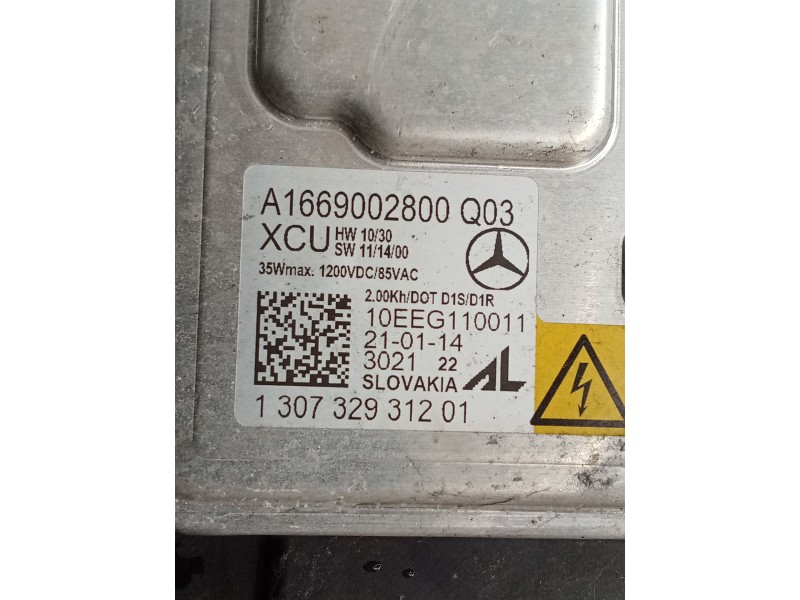 A1669002800 Q03
XCU HW 10/30
SW 11/14/00
35Wmax. 1200VDC/85VAC
2.00Kh/DOT D1S/D1R
10EEG110011
21-01-14
3021 22
SLOVAKIA AL
1 307 329 312 01